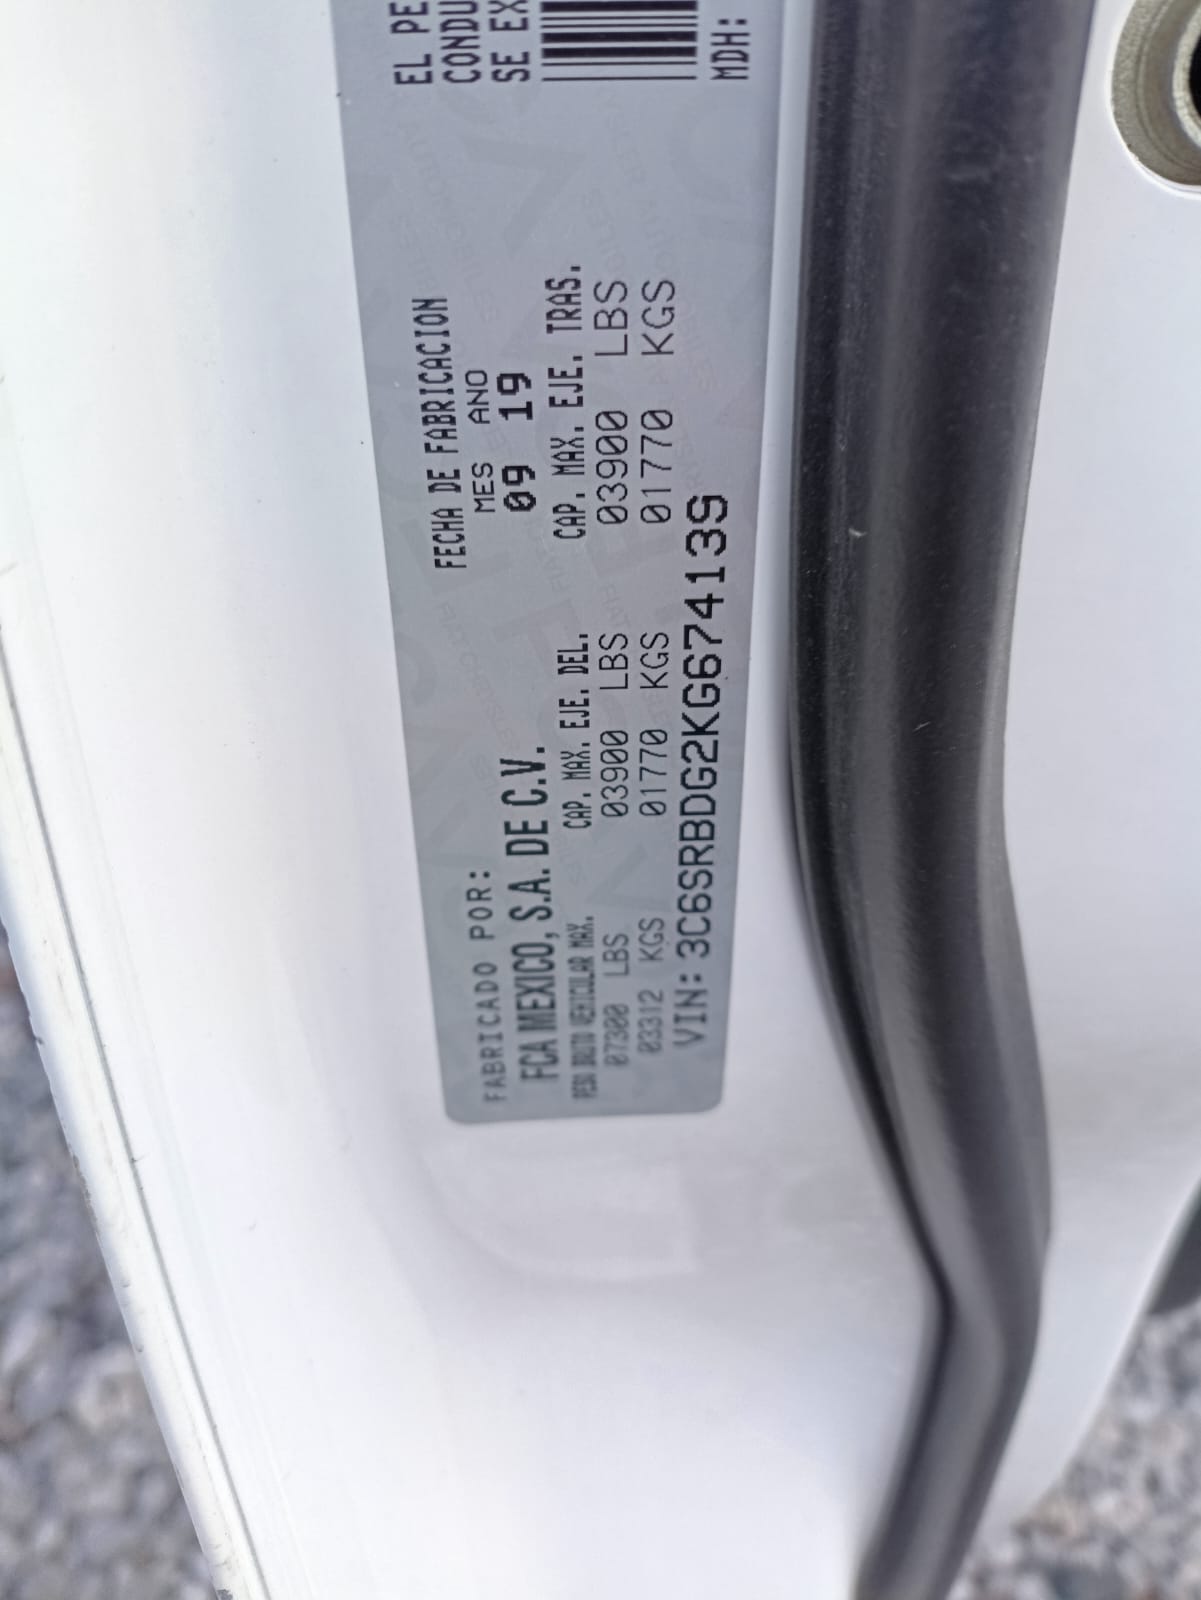 FABRICADO POR:
FCA MEXICO, S.A. DE C.V.
FECHA DE FABRICACION
MES ANO
09 19
PESO BRUTO VEHICULAR MAX.
07300 LBS
03312 KGS
CAP. MAX. EJE. DEL.
03900 LBS
01770 KGS
CAP. MAX. EJE. TRAS.
03900 LBS
01770 KGS
VIN: 3C6SRBDG2KG674139
EL PE
CONDU
SE EX
MDH: